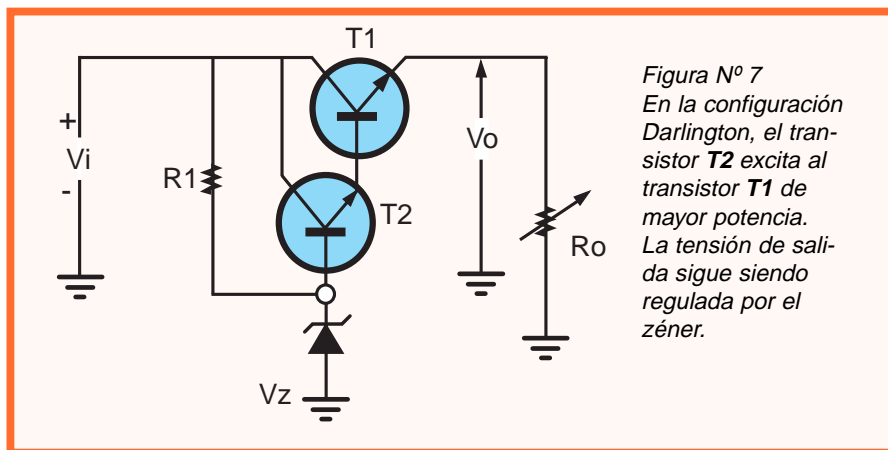 T1
+
Vi
-
R1
T2
Vo
Ro
Vz
Figura Nº 7
En la configuración
Darlington, el tran-
sistor T2 excita al
transistor T1 de
mayor potencia.
La tensión de sali-
da sigue siendo
regulada por el
zéner.